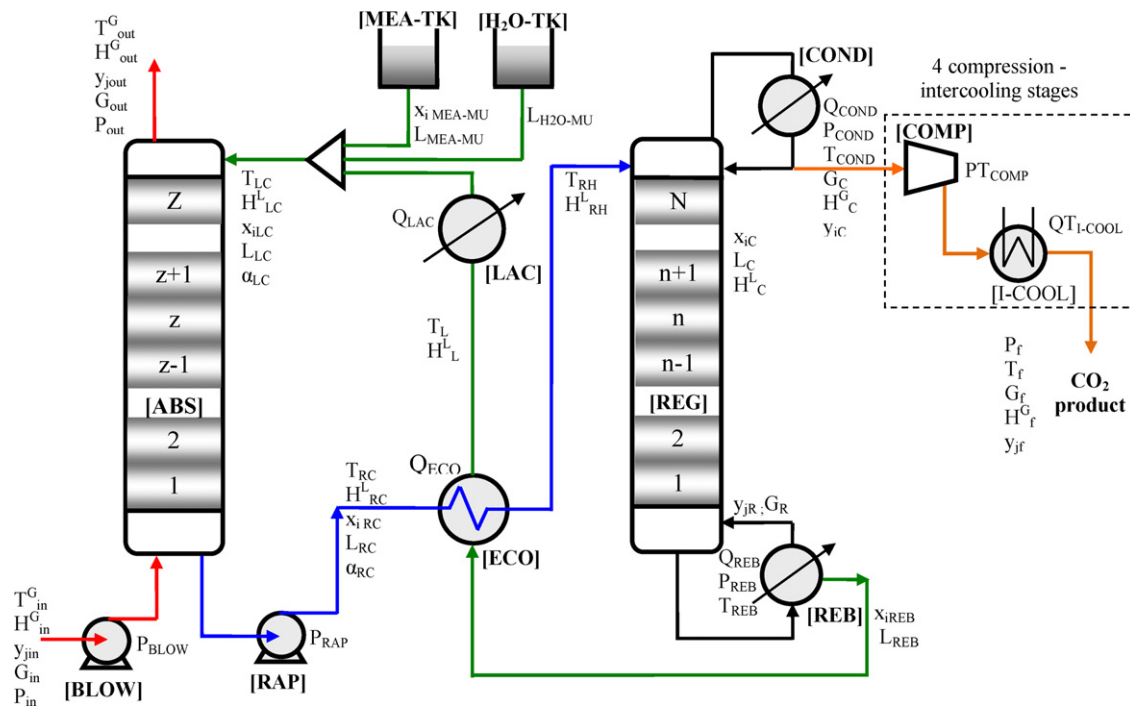 T^G_out
H^G_out
y_jout
G_out
P_out
[MEA-TK]
[H₂O-TK]
x_i MEA-MU
L_MEA-MU
L_H2O-MU
[COND]
Q_COND
P_COND
T_COND
G_C
H^G_C
y_iC
4 compression -
intercooling stages
[COMP]
PT_COMP
QT_I-COOL
[I-COOL]
P_f
T_f
G_f
H^G_f
y_jf
CO₂
product
T_LC
H^L_LC
x_iLC
L_LC
α_LC
Q_LAC
[LAC]
T_L
H^L_L
T_RH
H^L_RH
Z
z+1
z
z-1
[ABS]
2
1
N
n+1
n
n-1
[REG]
2
1
x_iC
L_C
H^L_C
Q_ECO
[ECO]
T_RC
H^L_RC
x_i RC
L_RC
α_RC
y_jR ; G_R
Q_REB
P_REB
T_REB
[REB]
x_iREB
L_REB
T^G_in
H^G_in
y_jin
G_in
P_in
P_BLOW
[BLOW]
P_RAP
[RAP]